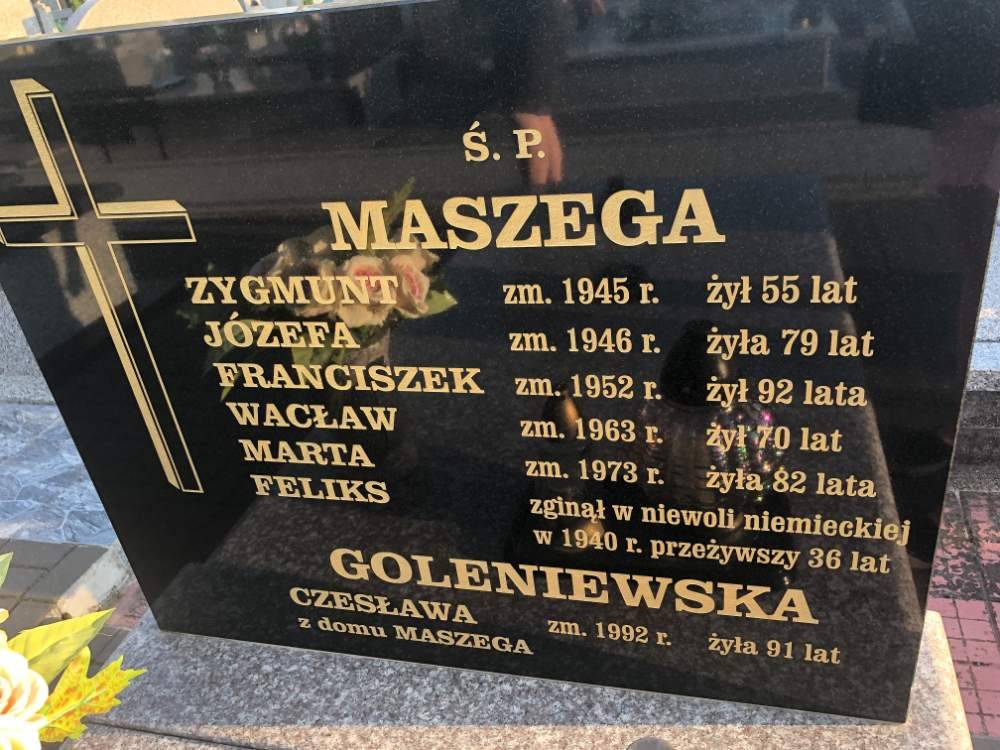 Ś. P.
MASZEGA
ZYGMUNT zm. 1945 r. żył 55 lat
JÓZEFA zm. 1946 r. żyła 79 lat
FRANCISZEK zm. 1952 r. żył 92 lata
WACŁAW zm. 1963 r. żył 70 lat
MARTA zm. 1973 r. żyła 82 lata
FELIKS zginął w niewoli niemieckiej
w 1940 r. przeżywszy 36 lat
GOLENIEWSKA
CZESŁAWA zm. 1992 r. żyła 91 lat
z domu MASZEGA